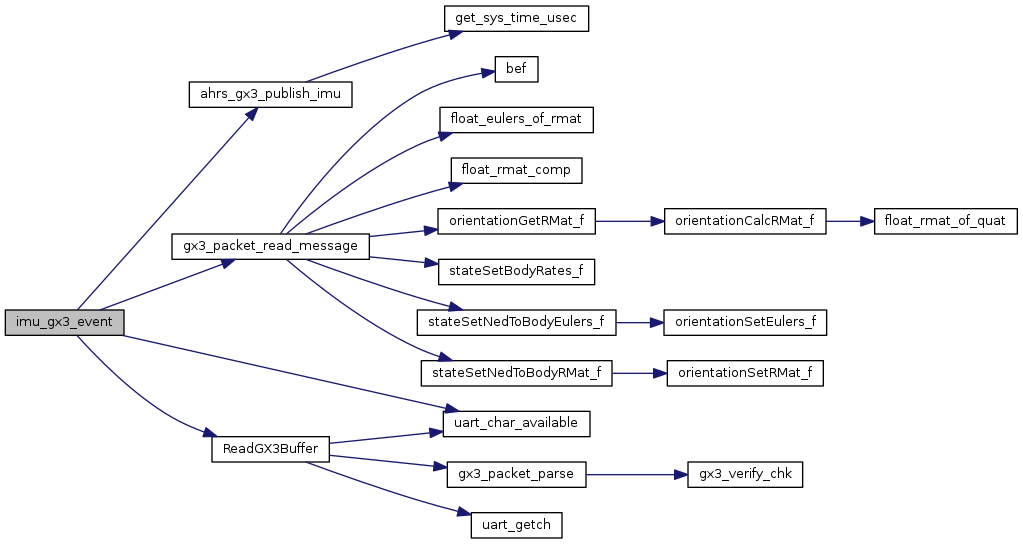 get_sys_time_usec
bef
ahrs_gx3_publish_imu
float_eulers_of_rmat
float_rmat_comp
orientationGetRMat_f
orientationCalcRMat_f
float_rmat_of_quat
gx3_packet_read_message
stateSetBodyRates_f
imu_gx3_event
stateSetNedToBodyEulers_f
orientationSetEulers_f
stateSetNedToBodyRMat_f
orientationSetRMat_f
uart_char_available
ReadGX3Buffer
gx3_packet_parse
gx3_verify_chk
uart_getch